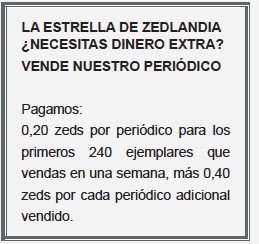 LA ESTRELLA DE ZEDLANDIA
¿NECESITAS DINERO EXTRA?
VENDE NUESTRO PERIÓDICO
Pagamos:
0,20 zeds por periódico para los
primeros 240 ejemplares que
vendas en una semana, más 0,40
zeds por cada periódico adicional
vendido.